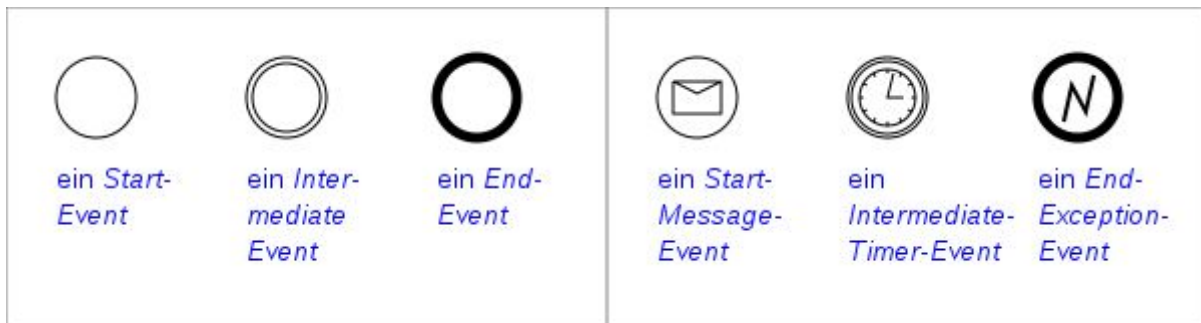 ein Start-
Event
ein Inter-
mediate
Event
ein End-
Event
ein Start-
Message-
Event
ein
Intermediate-
Timer-Event
ein End-
Exception-
Event